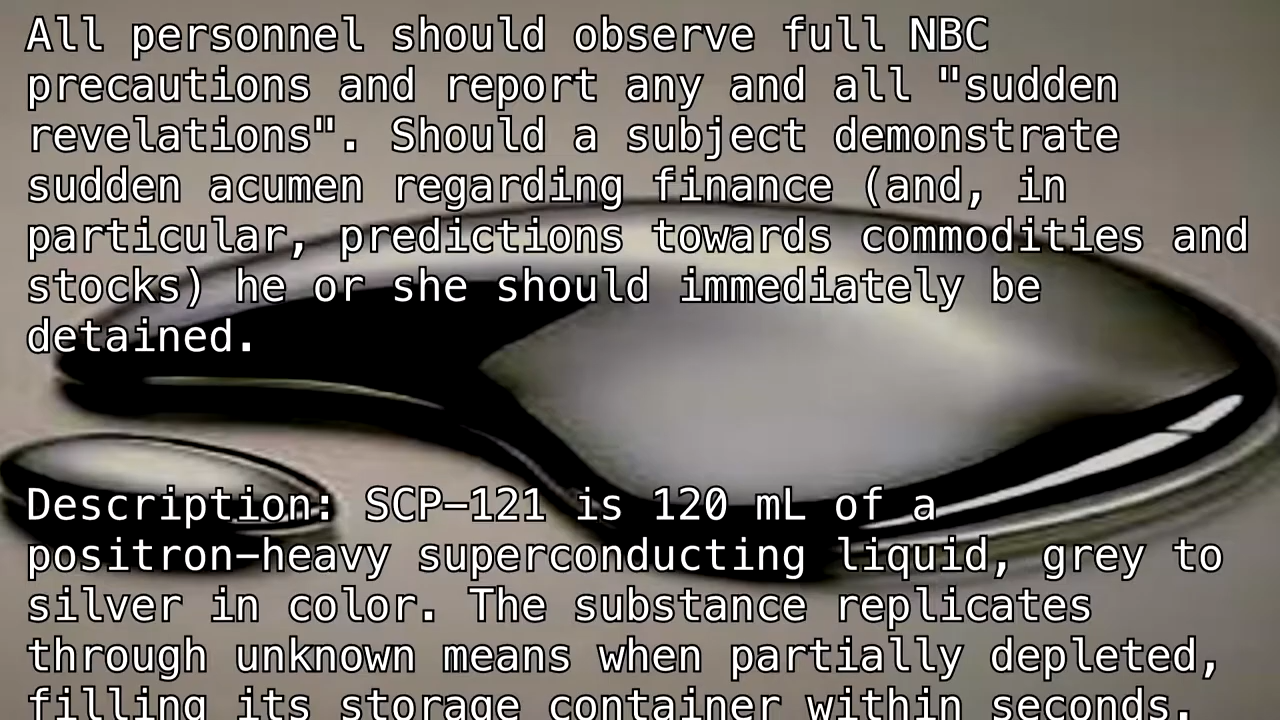 All personnel should observe full NBC
precautions and report any and all "sudden
revelations". Should a subject demonstrate
sudden acumen regarding finance (and, in
particular, predictions towards commodities and
stocks) he or she should immediately be
detained.
Description: SCP-121 is 120 mL of a
positron-heavy superconducting liquid, grey to
silver in color. The substance replicates
through unknown means when partially depleted,
filling its storage container within seconds.